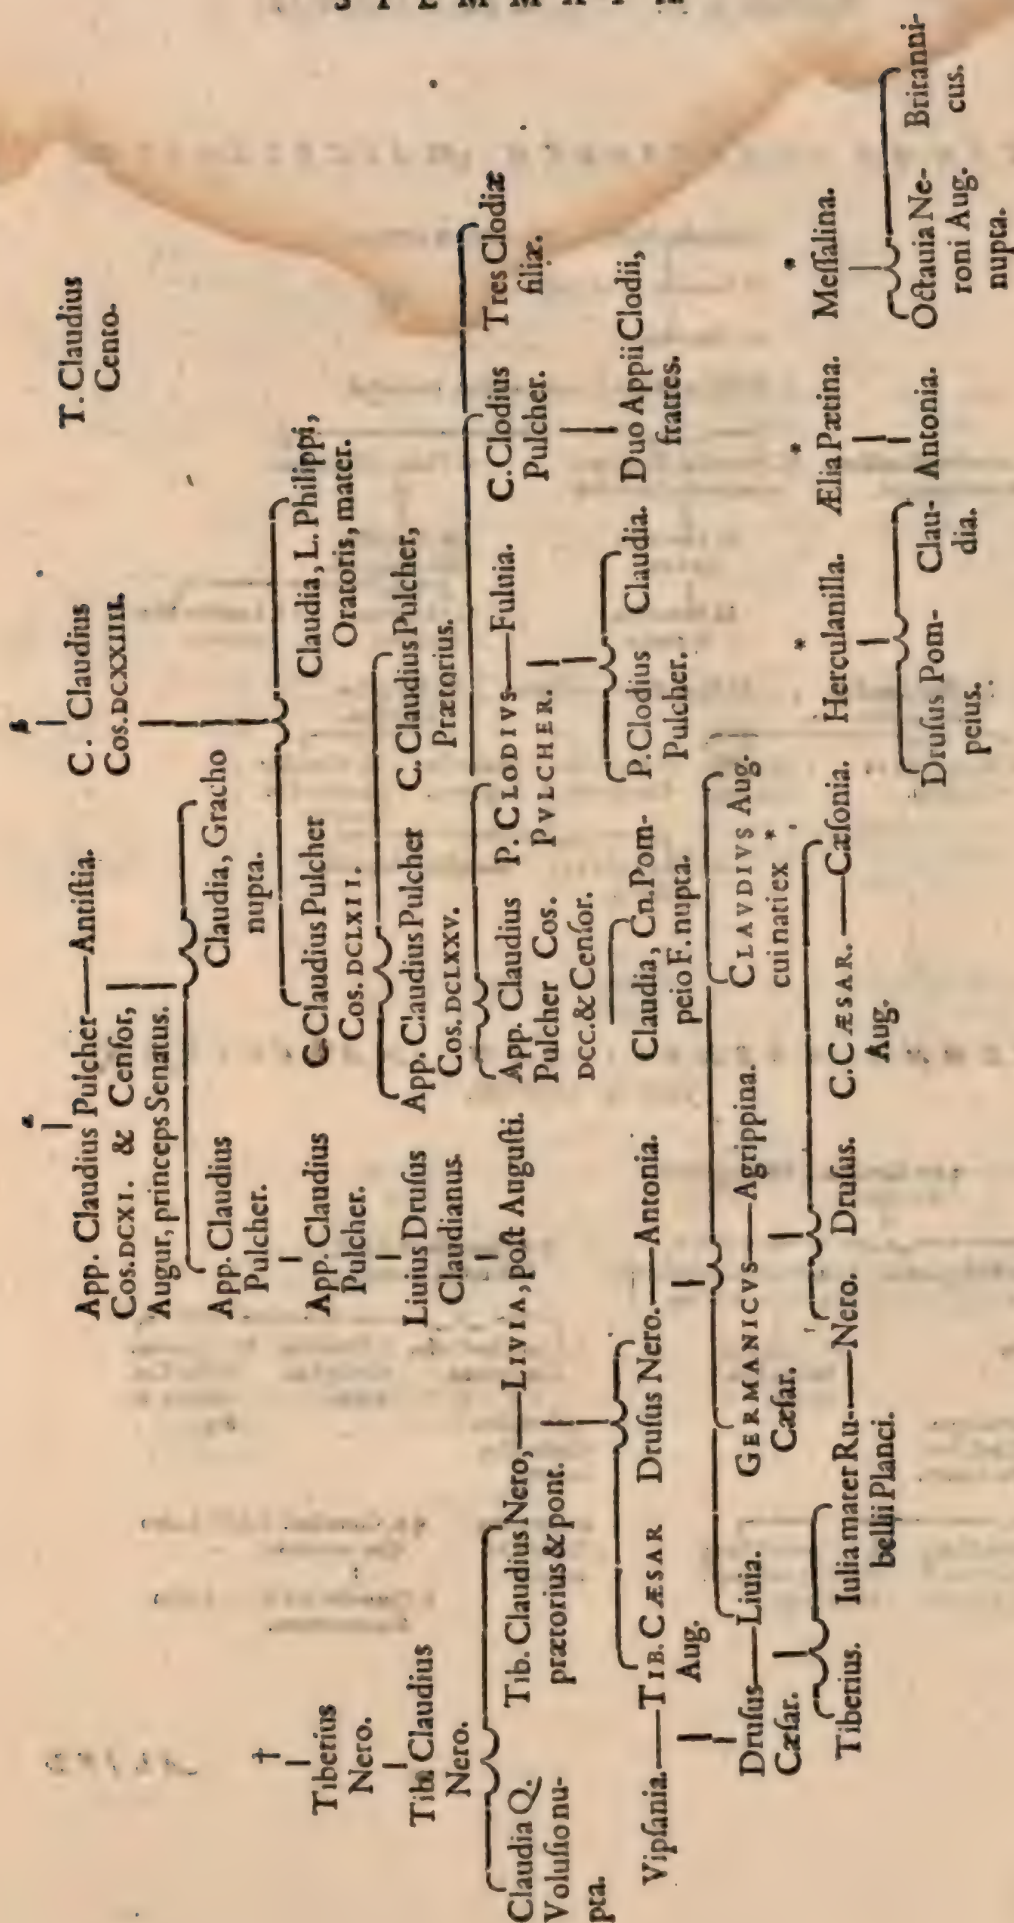 T. Claudius
Cento.
C. Claudius
Cos. DCXXIIII.
App. Claudius Pulcher—Antiſtia.
Cos. DCXI. & Cenſor,
Augur, princeps Senatus.
App. Claudius
Pulcher.
Claudia, Gracho
nupta.
App. Claudius
Pulcher.
C. Claudius Pulcher
Cos. DCLXII.
Claudia, L. Philippi,
Oratoris, mater.
†
Tiberius
Nero.
Tib. Claudius
Nero.
Liuius Druſus
Claudianus.
App. Claudius Pulcher
Cos. DCLXXV.
C. Claudius Pulcher,
Prætorius.
Claudia Q.
Voluſio nu-
pta.
Tib. Claudius Nero,—LIVIA, poſt Auguſti.
prætorius & pont.
App. Claudius
Pulcher Cos.
DCC. & Cenſor.
P. CLODIVS—Fuluia.
PVLCHER.
C. Clodius
Pulcher.
Tres Clodiæ
filiæ.
Claudia, Cn. Pom-
peio F. nupta.
P. Clodius
Pulcher.
Claudia.
Duo Appii Clodii,
fratres.
Vipſania.—TIB. CÆSAR
Aug.
Druſus Nero.—Antonia.
Druſus—Liuia.
Cæſar.
GERMANICVS—Agrippina.
Cæſar.
CLAVDIVS Aug.
cui nati ex *
* Herculanilla.
* Ælia Pætina.
* Meſſalina.
Tiberius.
Iulia mater Ru-—Nero.
bellii Planci.
Druſus.
C. CÆSAR.—Cæſonia.
Aug.
Druſus Pom-
peius.
Clau-
dia.
Antonia.
Octauia Ne-
roni Aug.
nupta.
Britanni-
cus.